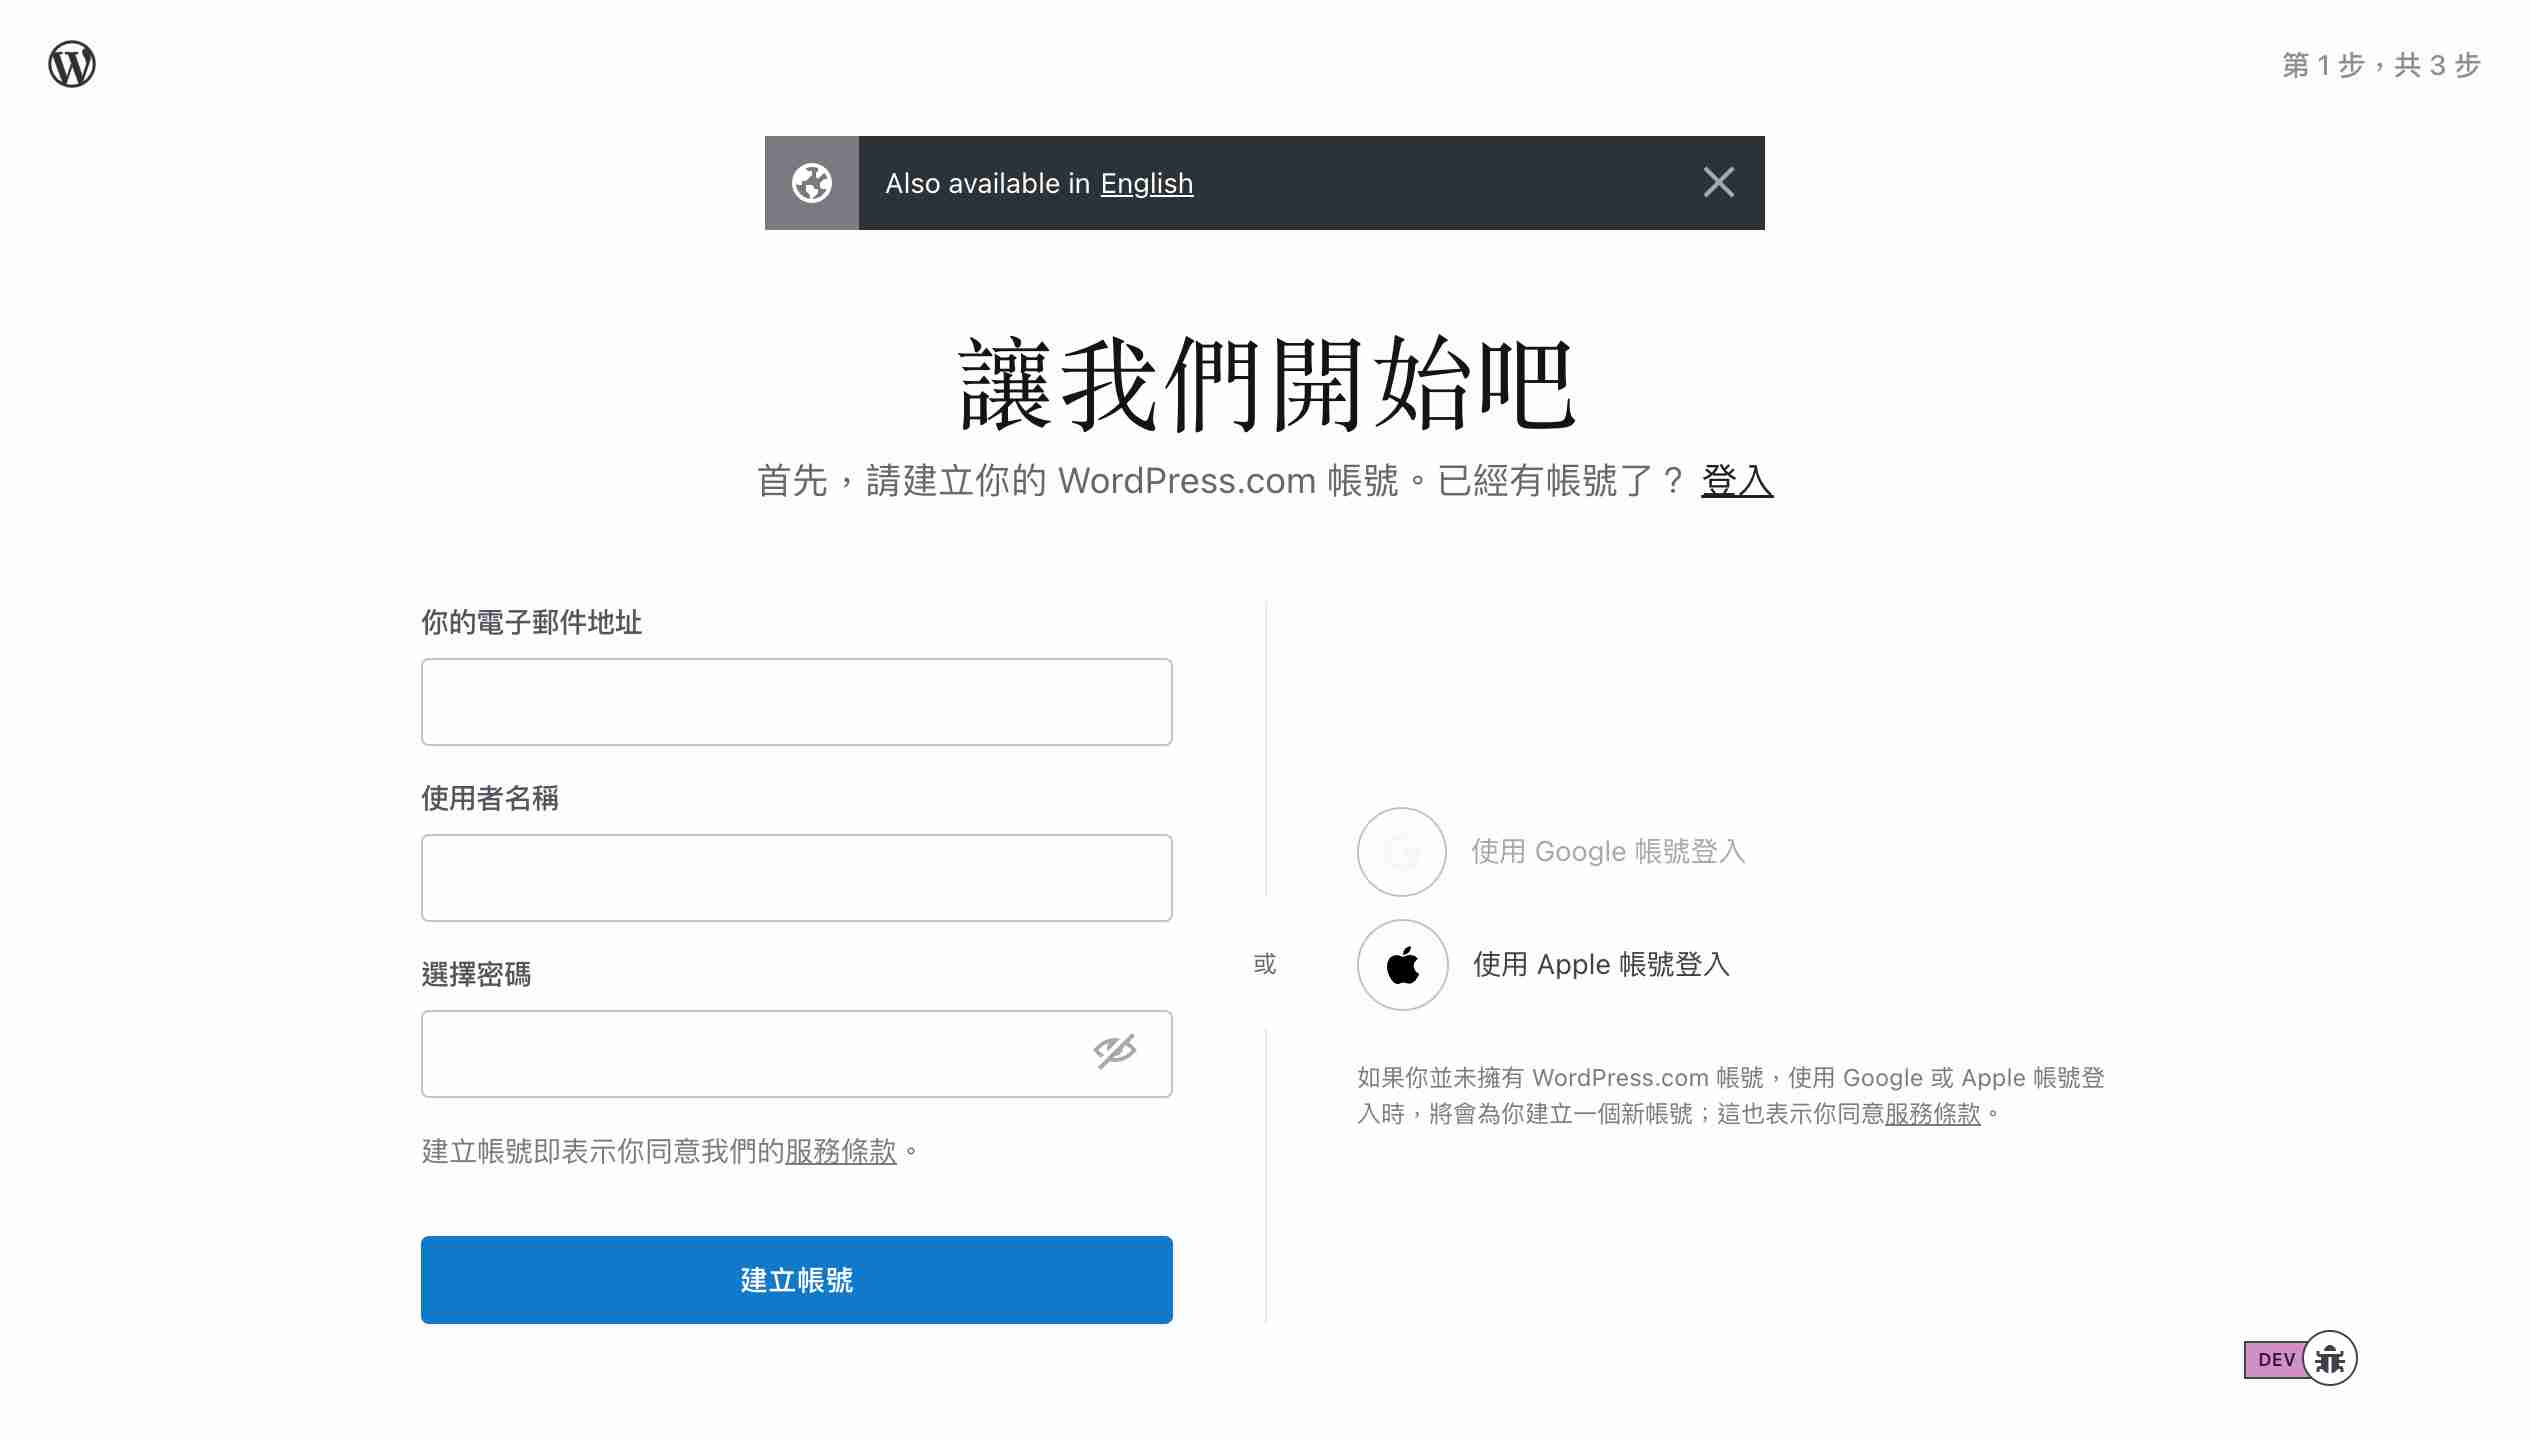 第 1 步，共 3 步
Also available in English
讓我們開始吧
首先，請建立你的 WordPress.com 帳號。已經有帳號了？ 登入
你的電子郵件地址
使用者名稱
選擇密碼
建立帳號即表示你同意我們的服務條款。
建立帳號
或
使用 Google 帳號登入
使用 Apple 帳號登入
如果你並未擁有 WordPress.com 帳號，使用 Google 或 Apple 帳號登
入時，將會為你建立一個新帳號；這也表示你同意服務條款。
DEV